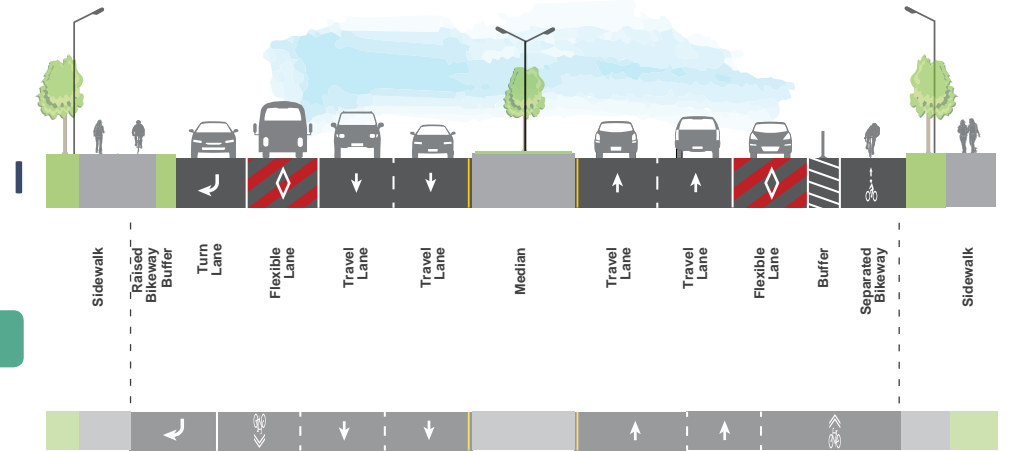 Sidewalk
Raised
Bikeway
Buffer
Turn
Lane
Flexible
Lane
Travel
Lane
Travel
Lane
Median
Travel
Lane
Travel
Lane
Flexible
Lane
Buffer
Separated
Bikeway
Sidewalk